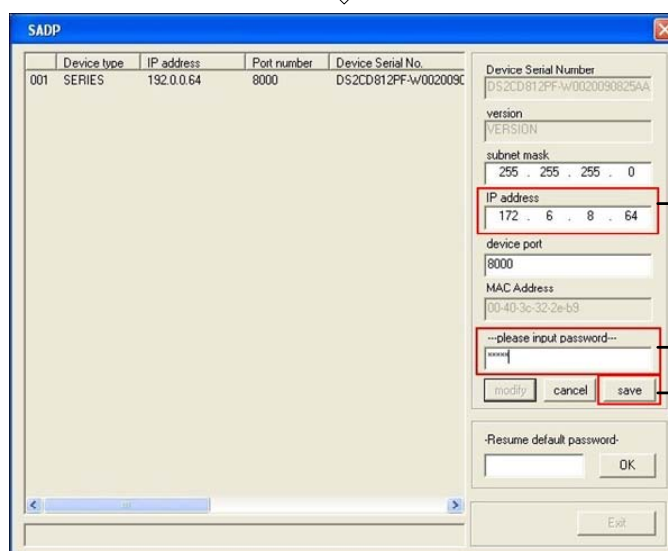 SADP
Device type IP address Port number Device Serial No.
001 SERIES 192.0.0.64 8000 DS2CD812PF-W002009C
Device Serial Number
DS2CD812PF-W0020090825AA
version
VERSION
subnet mask
255 . 255 . 255 . 0
IP address
172 . 6 . 8 . 64
device port
8000
MAC Address
00-40-3c-32-2e-b9
---please input password---
*****
modify cancel save
-Resume default password-
OK
Exit